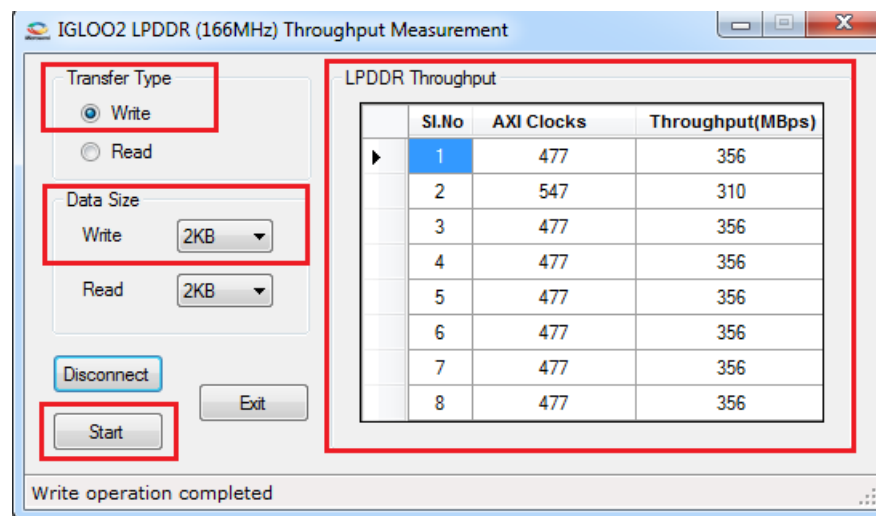 IGLOO2 LPDDR (166MHz) Throughput Measurement
Transfer Type
Write
Read
Data Size
Write 2KB
Read 2KB
Disconnect
Exit
Start
LPDDR Throughput
Sl.No AXI Clocks Throughput(MBps)
1 477 356
2 547 310
3 477 356
4 477 356
5 477 356
6 477 356
7 477 356
8 477 356
Write operation completed